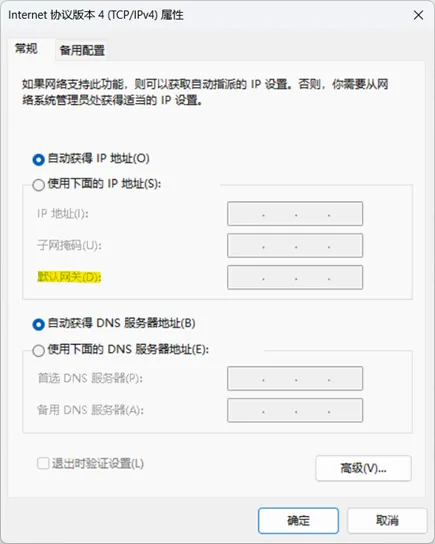 Internet 协议版本 4 (TCP/IPv4) 属性
常规 备用配置
如果网络支持此功能，则可以获取自动指派的 IP 设置。否则，你需要从网
络系统管理员处获得适当的 IP 设置。
自动获得 IP 地址(O)
使用下面的 IP 地址(S):
IP 地址(I):
子网掩码(U):
默认网关(D):
自动获得 DNS 服务器地址(B)
使用下面的 DNS 服务器地址(E):
首选 DNS 服务器(P):
备用 DNS 服务器(A):
退出时验证设置(L)
高级(V)...
确定 取消